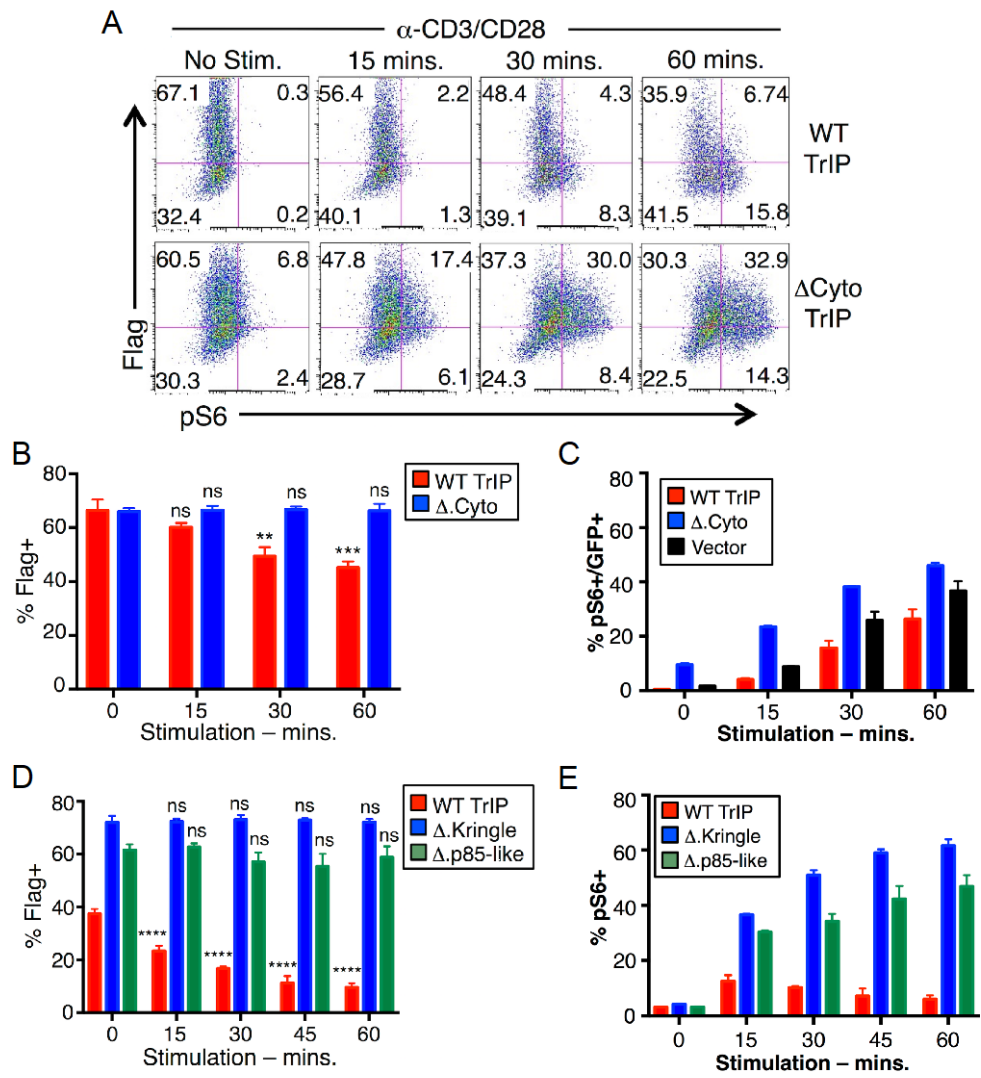 A
α-CD3/CD28
No Stim. 15 mins. 30 mins. 60 mins.
67.1 0.3 56.4 2.2 48.4 4.3 35.9 6.74
WT TrIP
32.4 0.2 40.1 1.3 39.1 8.3 41.5 15.8
60.5 6.8 47.8 17.4 37.3 30.0 30.3 32.9
ΔCyto TrIP
30.3 2.4 28.7 6.1 24.3 8.4 22.5 14.3
Flag
pS6
B
WT TrIP
Δ.Cyto
80
60
40
20
0
% Flag+
ns ns ** ns *** ns
0 15 30 60
Stimulation – mins.
C
WT TrIP
Δ.Cyto
Vector
80
60
40
20
0
% pS6+/GFP+
0 15 30 60
Stimulation – mins.
D
WT TrIP
Δ.Kringle
Δ.p85-like
80
60
40
20
0
% Flag+
ns ns ns ns
ns ns ns ns
**** **** **** ****
0 15 30 45 60
Stimulation – mins.
E
WT TrIP
Δ.Kringle
Δ.p85-like
80
60
40
20
0
% pS6+
0 15 30 45 60
Stimulation – mins.